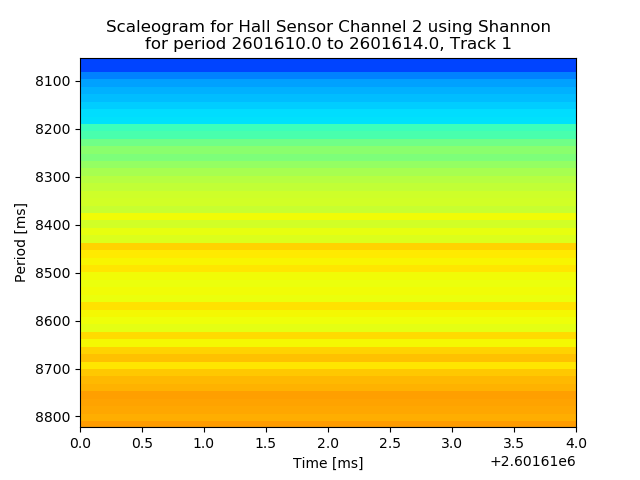 Scaleogram for Hall Sensor Channel 2 using Shannon
for period 2601610.0 to 2601614.0, Track 1
Period [ms]
8100
8200
8300
8400
8500
8600
8700
8800
0.0 0.5 1.0 1.5 2.0 2.5 3.0 3.5 4.0
Time [ms]
+2.60161e6